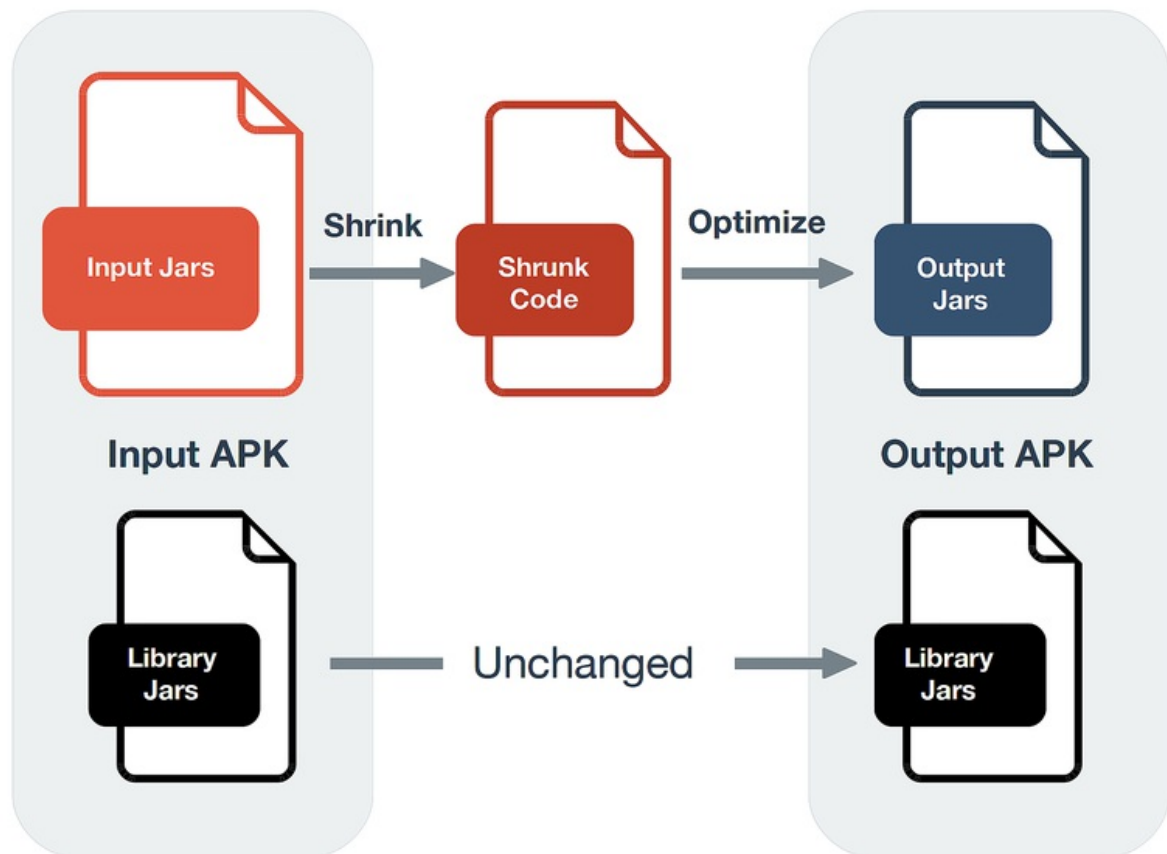 Input Jars
Shrink
Shrunk
Code
Optimize
Output
Jars
Input APK
Output APK
Library
Jars
Unchanged
Library
Jars